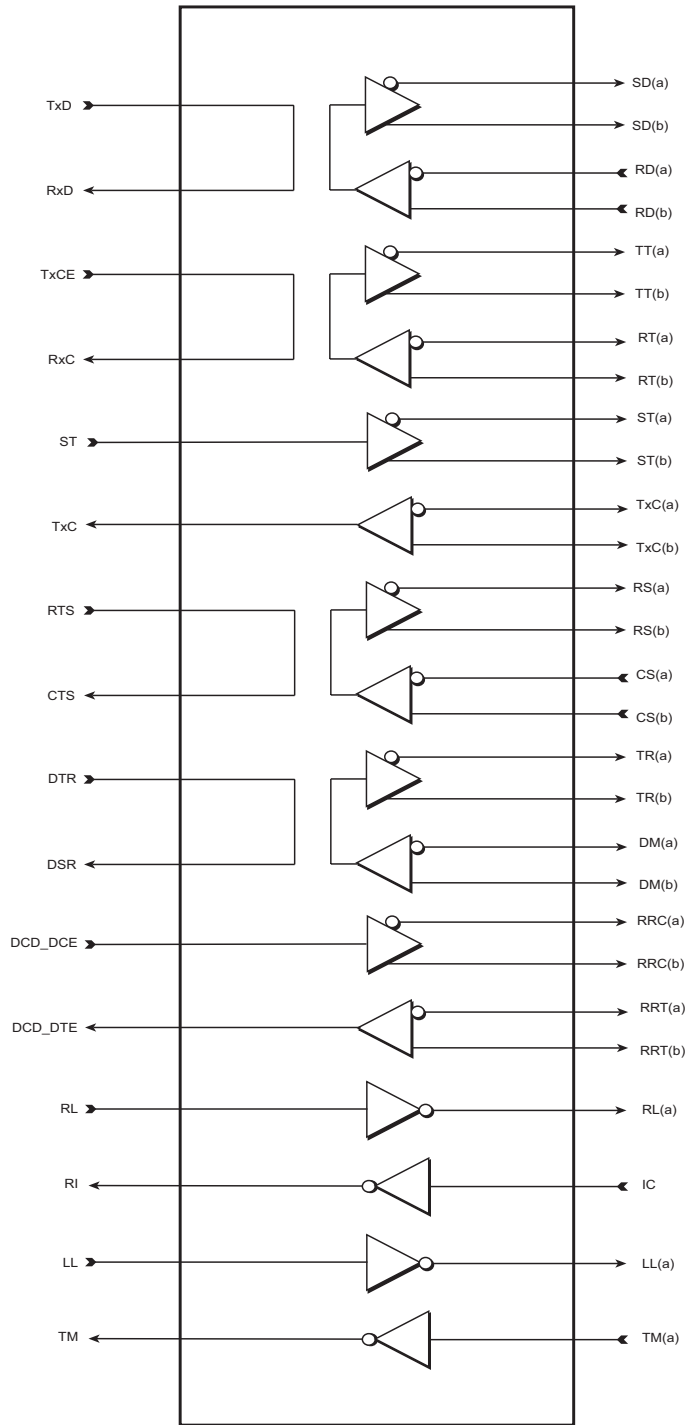 TxD
SD(a)
SD(b)
RxD
RD(a)
RD(b)
TxCE
TT(a)
TT(b)
RxC
RT(a)
RT(b)
ST
ST(a)
ST(b)
TxC
TxC(a)
TxC(b)
RTS
RS(a)
RS(b)
CTS
CS(a)
CS(b)
DTR
TR(a)
TR(b)
DSR
DM(a)
DM(b)
DCD_DCE
RRC(a)
RRC(b)
DCD_DTE
RRT(a)
RRT(b)
RL
RL(a)
RI
IC
LL
LL(a)
TM
TM(a)